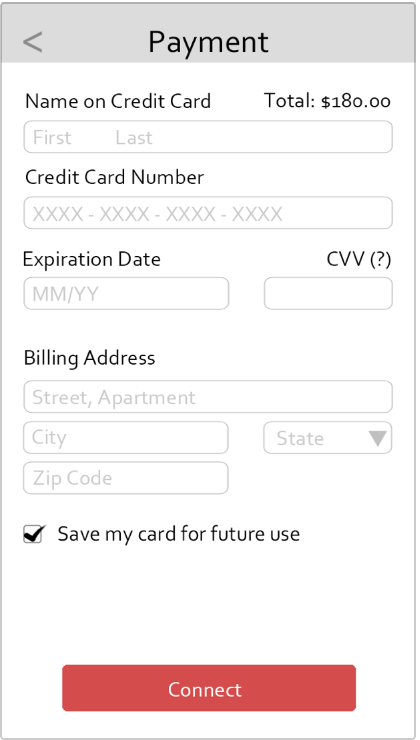 < Payment
Name on Credit Card Total: $180.00
First Last
Credit Card Number
XXXX - XXXX - XXXX - XXXX
Expiration Date CVV (?)
MM/YY
Billing Address
Street, Apartment
City State
Zip Code
Save my card for future use
Connect